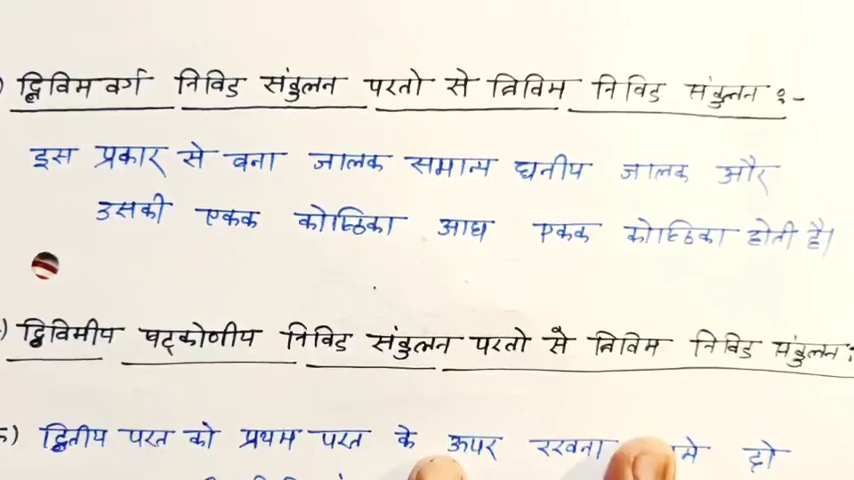 ) द्विविम वर्ग निविड संकुलन परतो से त्रिविम निविड संकुलन :-
इस प्रकार से बना जालक समान्य घनीय जालक और
उसकी एकक कोष्ठिका आघ एकक कोष्ठिका होती है।
) द्विविमीय षट्कोणीय निविड संकुलन परतो से त्रिविम निविड संकुलन :
) द्वितीय परत को प्रथम परत के ऊपर रखना मे दो